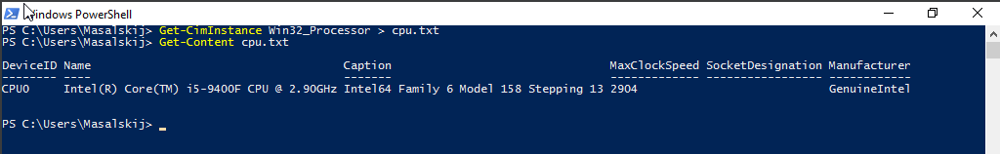 Windows PowerShell
PS C:\Users\Masalskij> Get-CimInstance Win32_Processor > cpu.txt
PS C:\Users\Masalskij> Get-Content cpu.txt
DeviceID Name Caption MaxClockSpeed SocketDesignation Manufacturer
-------- ---- ------- ------------- ----------------- ------------
CPU0 Intel(R) Core(TM) i5-9400F CPU @ 2.90GHz Intel64 Family 6 Model 158 Stepping 13 2904 GenuineIntel
PS C:\Users\Masalskij> _